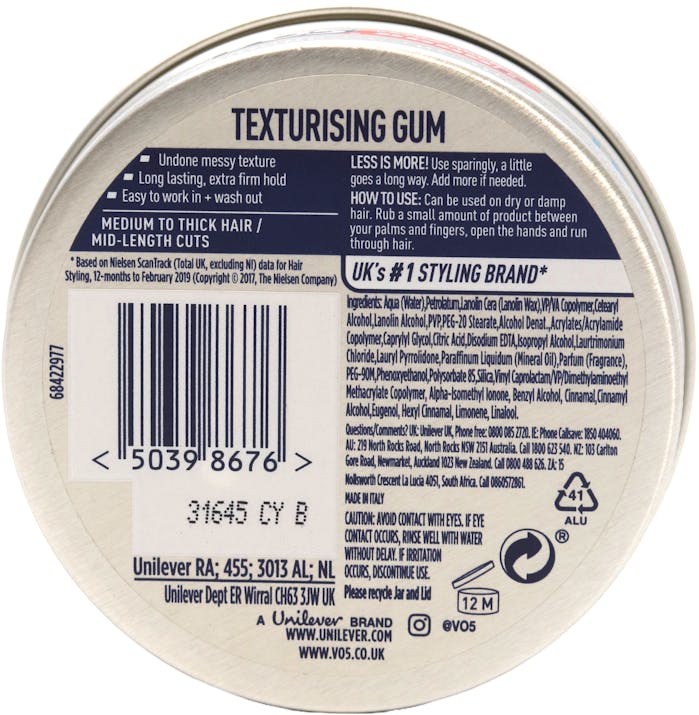 TEXTURISING GUM
Undone messy texture
Long lasting, extra firm hold
Easy to work in + wash out
MEDIUM TO THICK HAIR /
MID-LENGTH CUTS
LESS IS MORE! Use sparingly, a little
goes a long way. Add more if needed.
HOW TO USE: Can be used on dry or damp
hair. Rub a small amount of product between
your palms and fingers, open the hands and run
through hair.
* Based on Nielsen ScanTrack (Total UK, excluding NI) data for Hair
Styling, 12-months to February 2019 (Copyright © 2017, The Nielsen Company)
UK's #1 STYLING BRAND*
Ingredients: Aqua (Water),Petrolatum,Lanolin Cera (Lanolin Wax),VP/VA Copolymer,Cetearyl
Alcohol,Lanolin Alcohol,PVP,PEG-20 Stearate,Alcohol Denat.,Acrylates/Acrylamide
Copolymer,Caprylyl Glycol,Citric Acid,Disodium EDTA,Isopropyl Alcohol,Laurtrimonium
Chloride,Lauryl Pyrrolidone,Paraffinum Liquidum (Mineral Oil),Parfum (Fragrance),
PEG-90M,Phenoxyethanol,Polysorbate 85,Silica,Vinyl Caprolactam/VP/Dimethylaminoethyl
Methacrylate Copolymer, Alpha-Isomethyl Ionone, Benzyl Alcohol, Cinnamal,Cinnamyl
Alcohol,Eugenol, Hexyl Cinnamal, Limonene, Linalool.
Questions/Comments? UK: Unilever UK, Phone free: 0800 085 2720. IE: Phone Callsave: 1850 404060.
AU: 219 North Rocks Road, North Rocks NSW 2151 Australia. Call 1800 623 540. NZ: 103 Carlton
Gore Road, Newmarket, Auckland 1023 New Zealand. Call 0800 488 626. ZA: 15
Nollsworth Crescent La Lucia 4051, South Africa. Call 0860572861.
MADE IN ITALY
CAUTION: AVOID CONTACT WITH EYES. IF EYE
CONTACT OCCURS, RINSE WELL WITH WATER
WITHOUT DELAY. IF IRRITATION
OCCURS, DISCONTINUE USE.
Please recycle Jar and Lid
68422977
< 5039 8676 >
31645 CY B
Unilever RA; 455; 3013 AL; NL
Unilever Dept ER Wirral CH63 3JW UK
A Unilever BRAND
WWW.UNILEVER.COM
WWW.VO5.CO.UK
@VO5
41
ALU
®
12 M